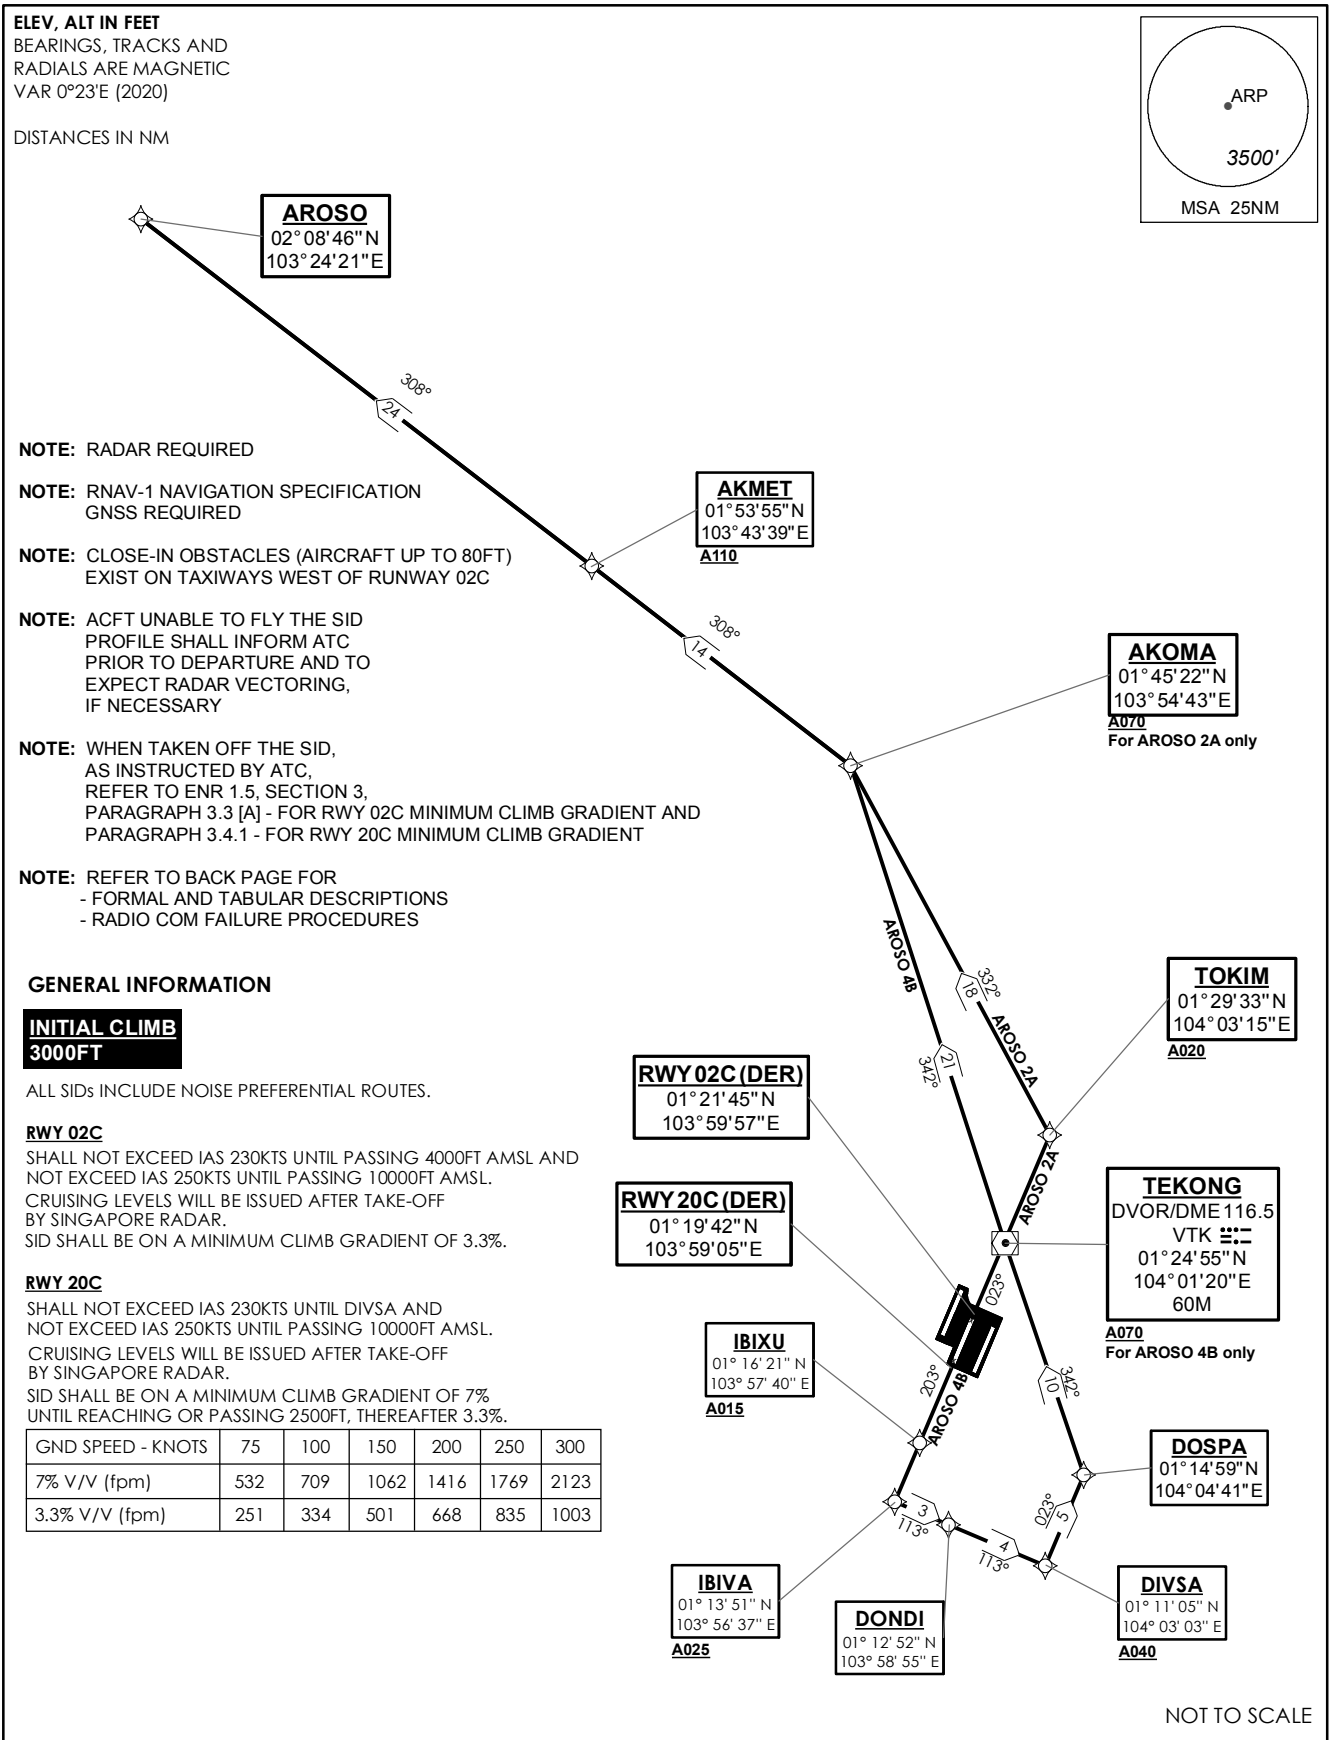 ELEV, ALT IN FEET
BEARINGS, TRACKS AND
RADIALS ARE MAGNETIC
VAR 0°23'E (2020)
DISTANCES IN NM
ARP
3500'
MSA 25NM
AROSO
02°08'46"N
103°24'21"E
308°
24
NOTE: RADAR REQUIRED
NOTE: RNAV-1 NAVIGATION SPECIFICATION
GNSS REQUIRED
NOTE: CLOSE-IN OBSTACLES (AIRCRAFT UP TO 80FT)
EXIST ON TAXIWAYS WEST OF RUNWAY 02C
NOTE: ACFT UNABLE TO FLY THE SID
PROFILE SHALL INFORM ATC
PRIOR TO DEPARTURE AND TO
EXPECT RADAR VECTORING,
IF NECESSARY
NOTE: WHEN TAKEN OFF THE SID,
AS INSTRUCTED BY ATC,
REFER TO ENR 1.5, SECTION 3,
PARAGRAPH 3.3 [A] - FOR RWY 02C MINIMUM CLIMB GRADIENT AND
PARAGRAPH 3.4.1 - FOR RWY 20C MINIMUM CLIMB GRADIENT
NOTE: REFER TO BACK PAGE FOR
- FORMAL AND TABULAR DESCRIPTIONS
- RADIO COM FAILURE PROCEDURES
AKMET
01°53'55"N
103°43'39"E
A110
308°
14
AKOMA
01°45'22"N
103°54'43"E
A070
For AROSO 2A only
AROSO 4B
332°
18
AROSO 2A
21
342°
TOKIM
01°29'33"N
104°03'15"E
A020
GENERAL INFORMATION
INITIAL CLIMB
3000FT
ALL SIDs INCLUDE NOISE PREFERENTIAL ROUTES.
RWY 02C
SHALL NOT EXCEED IAS 230KTS UNTIL PASSING 4000FT AMSL AND
NOT EXCEED IAS 250KTS UNTIL PASSING 10000FT AMSL.
CRUISING LEVELS WILL BE ISSUED AFTER TAKE-OFF
BY SINGAPORE RADAR.
SID SHALL BE ON A MINIMUM CLIMB GRADIENT OF 3.3%.
RWY 20C
SHALL NOT EXCEED IAS 230KTS UNTIL DIVSA AND
NOT EXCEED IAS 250KTS UNTIL PASSING 10000FT AMSL.
CRUISING LEVELS WILL BE ISSUED AFTER TAKE-OFF
BY SINGAPORE RADAR.
SID SHALL BE ON A MINIMUM CLIMB GRADIENT OF 7%
UNTIL REACHING OR PASSING 2500FT, THEREAFTER 3.3%.
GND SPEED - KNOTS 75 100 150 200 250 300
7% V/V (fpm) 532 709 1062 1416 1769 2123
3.3% V/V (fpm) 251 334 501 668 835 1003
RWY 02C (DER)
01°21'45"N
103°59'57"E
RWY 20C (DER)
01°19'42"N
103°59'05"E
AROSO 2A
TEKONG
DVOR/DME 116.5
VTK
01°24'55"N
104°01'20"E
60M
A070
For AROSO 4B only
023°
203°
AROSO 4B
IBIXU
01° 16' 21" N
103° 57' 40" E
A015
342°
10
DOSPA
01°14'59"N
104°04'41"E
023°
5
3
113°
4
113°
IBIVA
01° 13' 51" N
103° 56' 37" E
A025
DONDI
01° 12' 52" N
103° 58' 55" E
DIVSA
01° 11' 05" N
104° 03' 03" E
A040
NOT TO SCALE